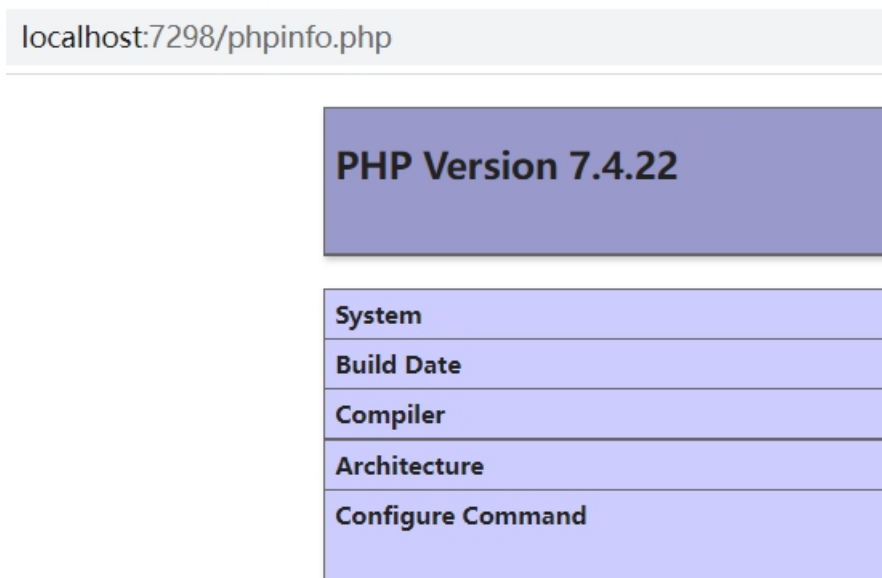 localhost:7298/phpinfo.php
PHP Version 7.4.22
System
Build Date
Compiler
Architecture
Configure Command